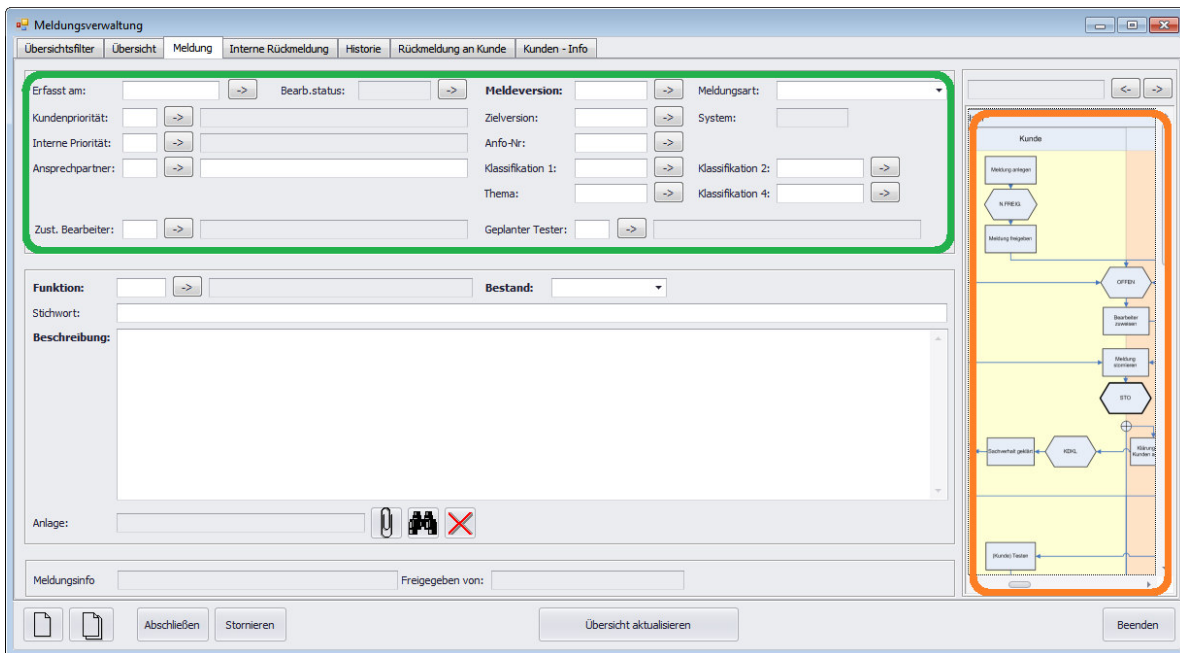 Meldungsverwaltung
Übersichtsfilter Übersicht Meldung Interne Rückmeldung Historie Rückmeldung an Kunde Kunden - Info
Erfasst am: -> Bearb.status: -> Meldeversion: -> Meldungsart:
Kundenpriorität: -> Zielversion: -> System:
Interne Priorität: -> Anfo-Nr: ->
Ansprechpartner: -> Klassifikation 1: -> Klassifikation 2: ->
Thema: -> Klassifikation 4: ->
Zust. Bearbeiter: -> Geplanter Tester: ->
Funktion: -> Bestand:
Stichwort:
Beschreibung:
Anlage:
Meldungsinfo Freigegeben von:
Abschließen Stornieren Übersicht aktualisieren Beenden
<- ->
Kunde
Meldung anlegen
N.FREIG.
Meldung freigeben
OFFEN
Bearbeiter
zuweisen
Meldung
stornieren
STO
Sachverhalt geklärt KDKL Klärung
Kunden
(Kunde) Testen